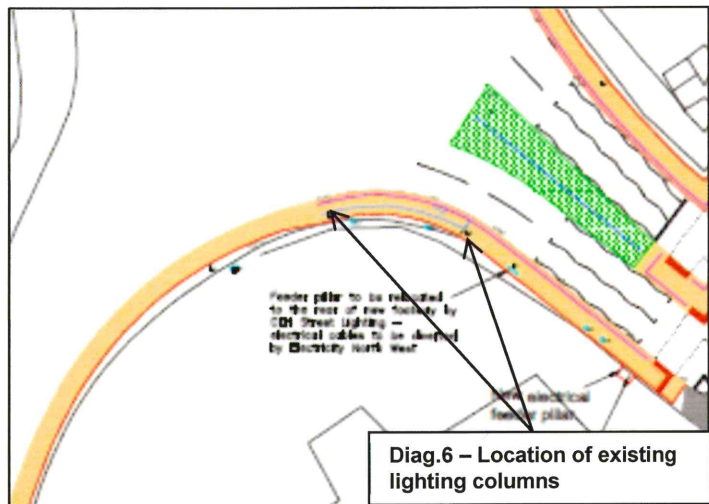 Feeder pillar to be relocated
to the rear of new footway by
Street Lighting –
electrical cables to be diverted
by Electricity North West
New electrical
feeder pillar
Diag.6 – Location of existing
lighting columns